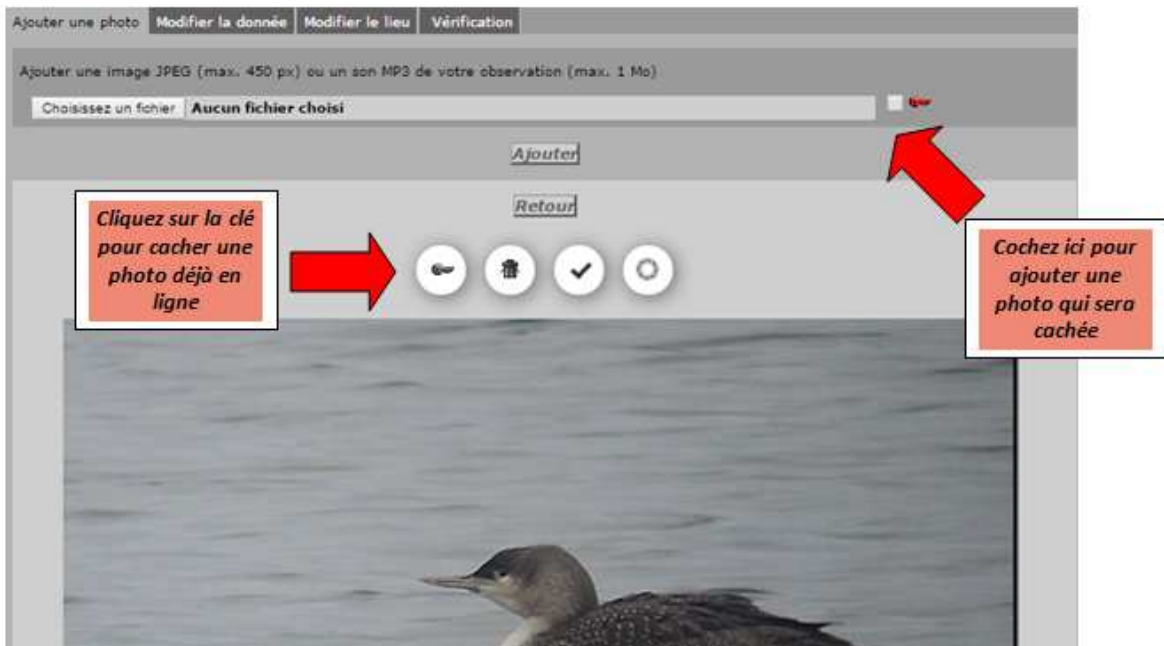 Ajouter une photo Modifier la donnée Modifier le lieu Vérification
Ajouter une image JPEG (max. 450 px) ou un son MP3 de votre observation (max. 1 Mo)
Choisissez un fichier Aucun fichier choisi
Ajouter
Retour
Cliquez sur la clé
pour cacher une
photo déjà en
ligne
Cochez ici pour
ajouter une
photo qui sera
cachée